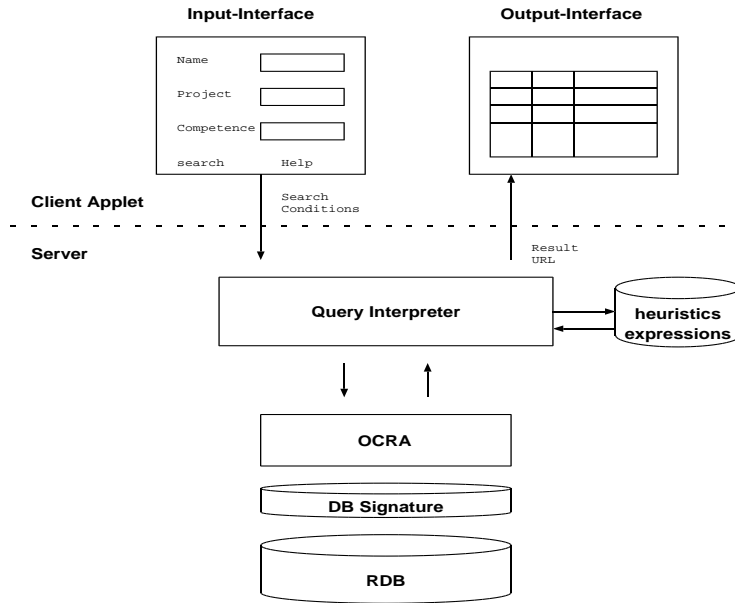 Input-Interface
Output-Interface
Name
Project
Competence
search Help
Client Applet
Search
Conditions
Server
Result
URL
Query Interpreter
heuristics
expressions
OCRA
DB Signature
RDB